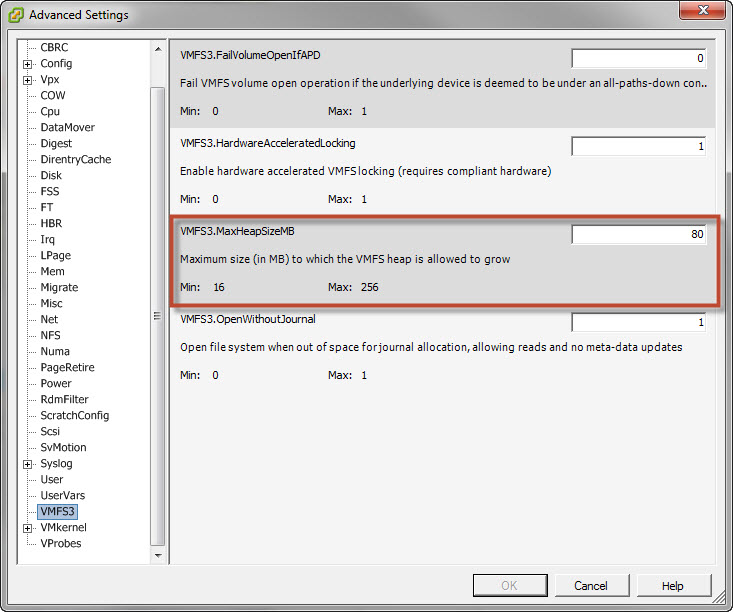 Advanced Settings
CBRC
Config
Vpx
COW
Cpu
DataMover
Digest
DirentryCache
Disk
FSS
FT
HBR
Irq
LPage
Mem
Migrate
Misc
Net
NFS
Numa
PageRetire
Power
RdmFilter
ScratchConfig
Scsi
SvMotion
Syslog
User
UserVars
VMFS3
VMkernel
VProbes
VMFS3.FailVolumeOpenIfAPD 0
Fail VMFS volume open operation if the underlying device is deemed to be under an all-paths-down con..
Min: 0 Max: 1
VMFS3.HardwareAcceleratedLocking 1
Enable hardware accelerated VMFS locking (requires compliant hardware)
Min: 0 Max: 1
VMFS3.MaxHeapSizeMB 80
Maximum size (in MB) to which the VMFS heap is allowed to grow
Min: 16 Max: 256
VMFS3.OpenWithoutJournal 1
Open file system when out of space for journal allocation, allowing reads and no meta-data updates
Min: 0 Max: 1
OK Cancel Help